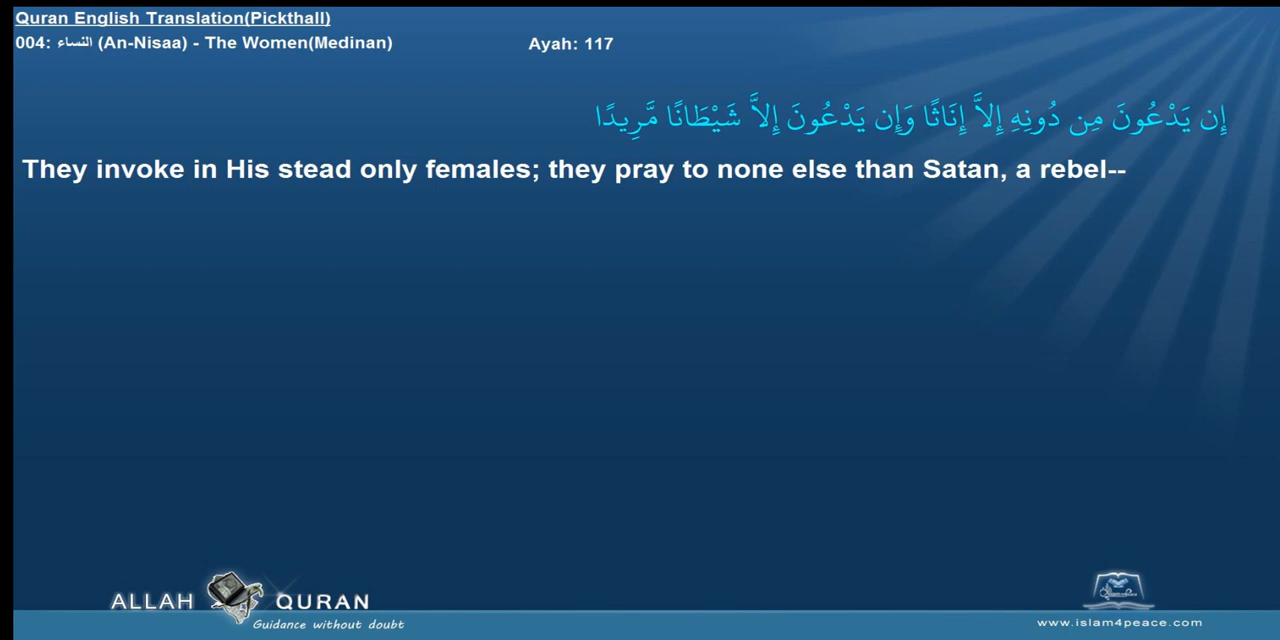 Quran English Translation(Pickthall)
004: النساء (An-Nisaa) - The Women(Medinan)
Ayah: 117
إِن يَدْعُونَ مِن دُونِهِ إِلاَّ إِنَاثًا وَإِن يَدْعُونَ إِلاَّ شَيْطَانًا مَّرِيدًا
They invoke in His stead only females; they pray to none else than Satan, a rebel--
ALLAH QURAN
Guidance without doubt
www.islam4peace.com